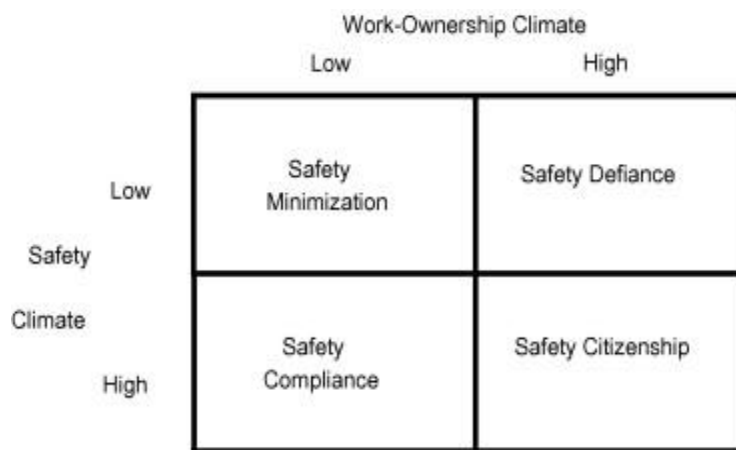 Work-Ownership Climate
Low High
Safety
Minimization
Safety Defiance
Low
Safety
Climate
High
Safety
Compliance
Safety Citizenship